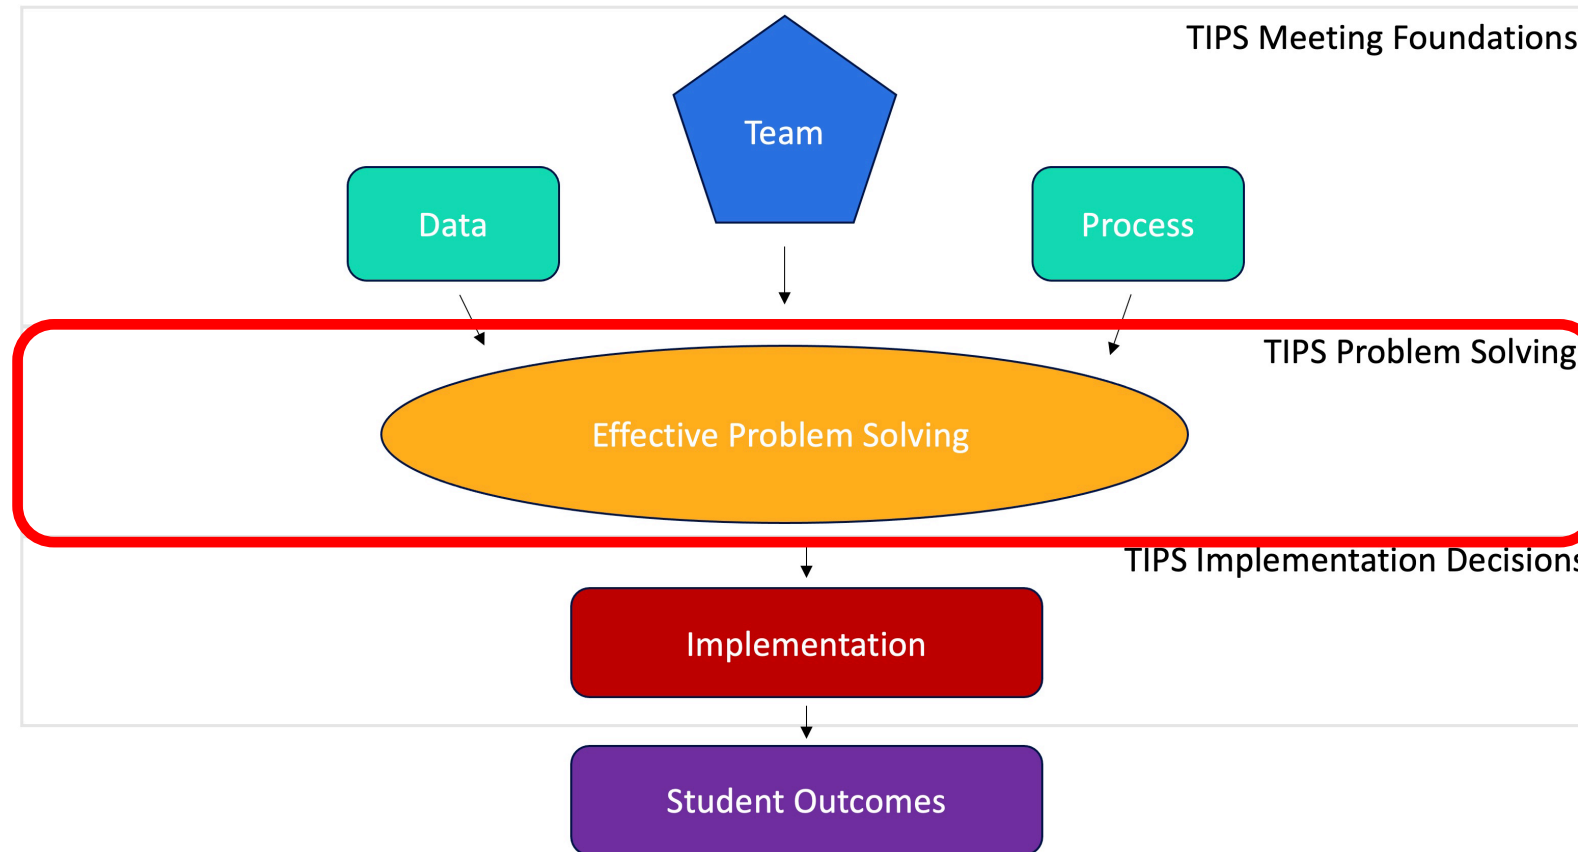 TIPS Meeting Foundations
Team
Data
Process
TIPS Problem Solving
Effective Problem Solving
TIPS Implementation Decisions
Implementation
Student Outcomes